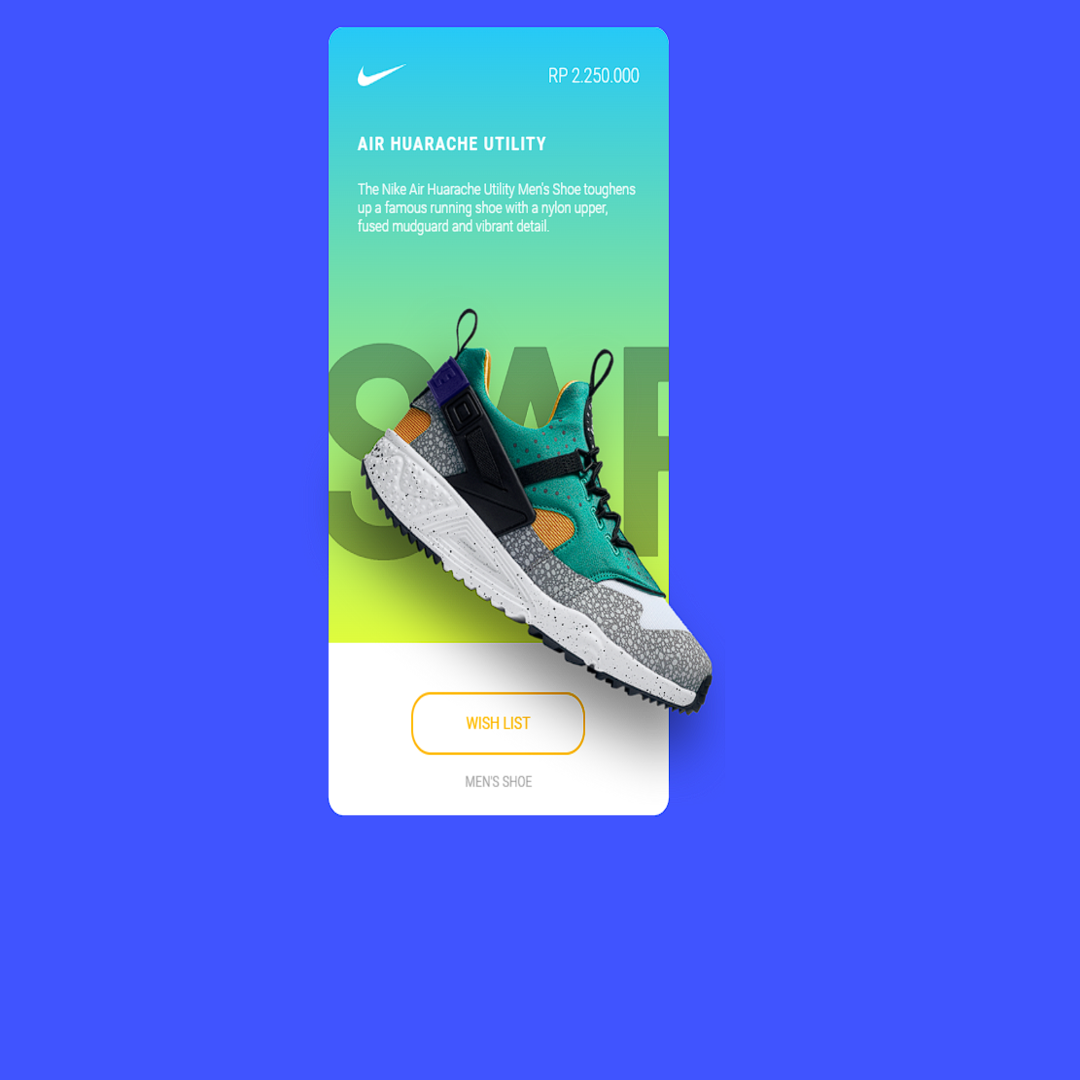 RP 2.250.000
AIR HUARACHE UTILITY
The Nike Air Huarache Utility Men's Shoe toughens
up a famous running shoe with a nylon upper,
fused mudguard and vibrant detail.
WISH LIST
MEN'S SHOE